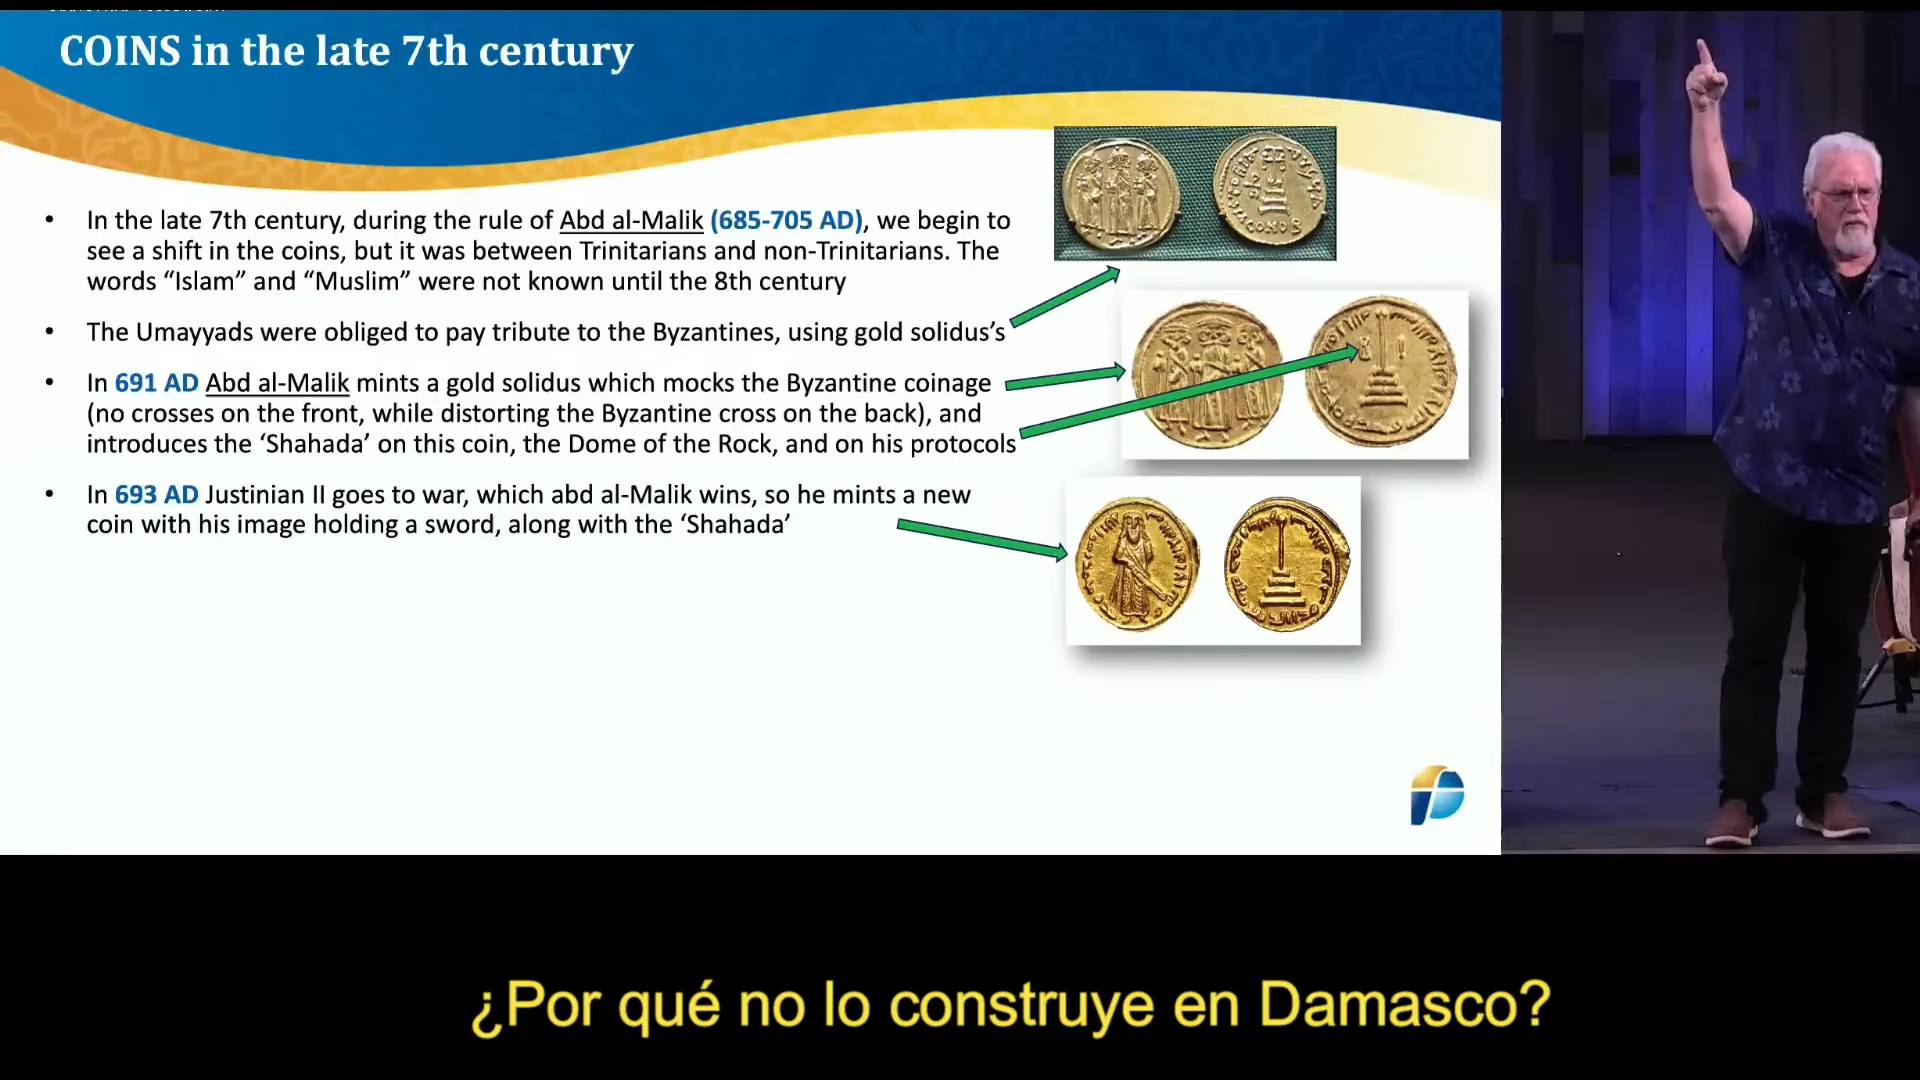 COINS in the late 7th century
• In the late 7th century, during the rule of Abd al-Malik (685-705 AD), we begin to
see a shift in the coins, but it was between Trinitarians and non-Trinitarians. The
words “Islam” and “Muslim” were not known until the 8th century
• The Umayyads were obliged to pay tribute to the Byzantines, using gold solidus’s
• In 691 AD Abd al-Malik mints a gold solidus which mocks the Byzantine coinage
(no crosses on the front, while distorting the Byzantine cross on the back), and
introduces the ‘Shahada’ on this coin, the Dome of the Rock, and on his protocols
• In 693 AD Justinian II goes to war, which abd al-Malik wins, so he mints a new
coin with his image holding a sword, along with the ‘Shahada’
CONOB
¿Por qué no lo construye en Damasco?